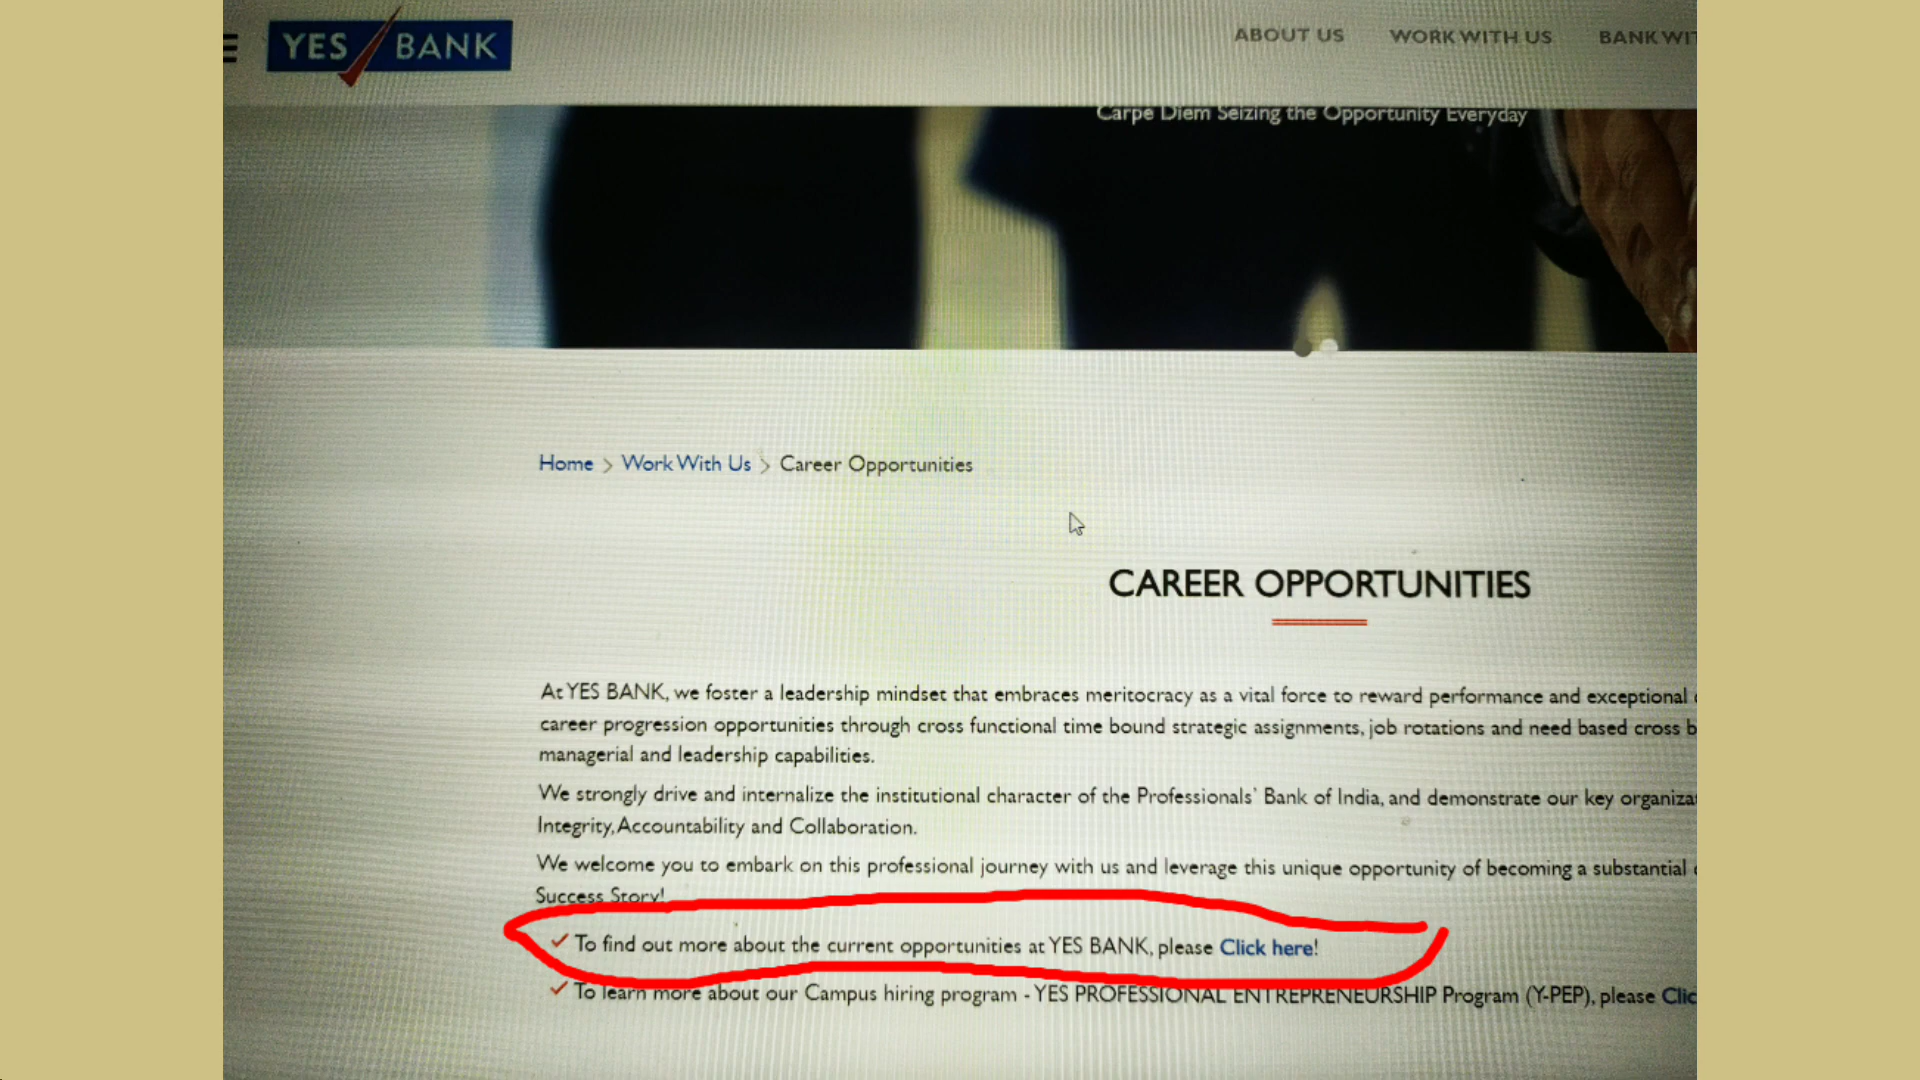 YES BANK
ABOUT US WORK WITH US BANK
Carpe Diem Seizing the Opportunity Everyday
Home > Work With Us > Career Opportunities
CAREER OPPORTUNITIES
At YES BANK, we foster a leadership mindset that embraces meritocracy as a vital force to reward performance and exceptional
career progression opportunities through cross functional time bound strategic assignments, job rotations and need based cross
managerial and leadership capabilities.
We strongly drive and internalize the institutional character of the Professionals' Bank of India, and demonstrate our key
Integrity, Accountability and Collaboration.
We welcome you to embark on this professional journey with us and leverage this unique opportunity of becoming a substantial
Success Story!
To find out more about the current opportunities at YES BANK, please Click here!
To learn more about our Campus hiring program - YES PROFESSIONAL ENTREPRENEURSHIP Program (Y-PEP), please